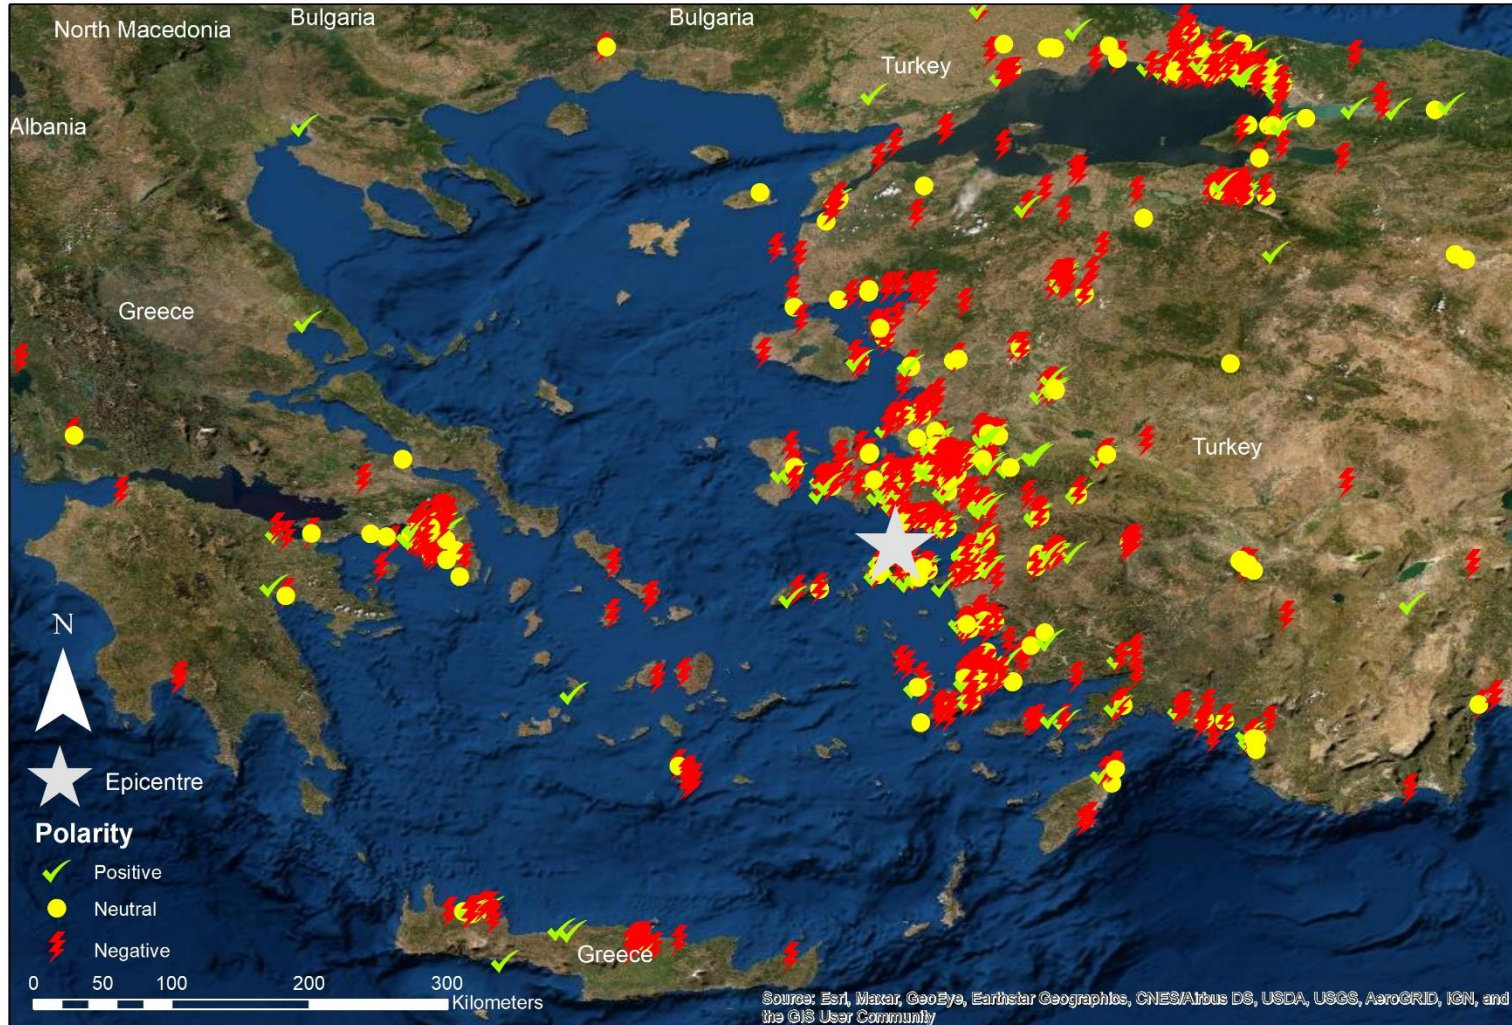 North Macedonia
Bulgaria
Bulgaria
Turkey
Albania
Greece
Turkey
N
Epicentre
Polarity
Positive
Neutral
Negative
Greece
0 50 100 200 300
Kilometers
Source: Esri, Maxar, GeoEye, Earthstar Geographics, CNES/Airbus DS, USDA, USGS, AeroGRID, IGN, and
the GIS User Community